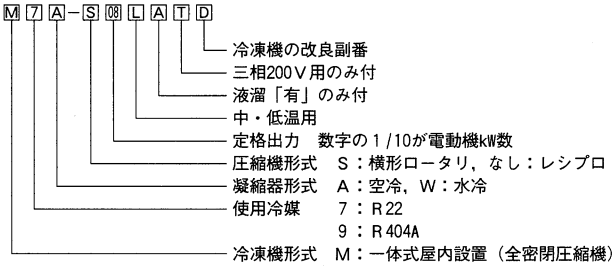 M7A-S08LATD
冷凍機の改良副番
三相200V用のみ付
液溜「有」のみ付
中・低温用
定格出力 数字の1/10が電動機kW数
圧縮機形式 S:横形ロータリ,なし:レシプロ
凝縮器形式 A:空冷,W:水冷
使用冷媒 7:R22
9:R404A
冷凍機形式 M:一体式屋内設置(全密閉圧縮機)